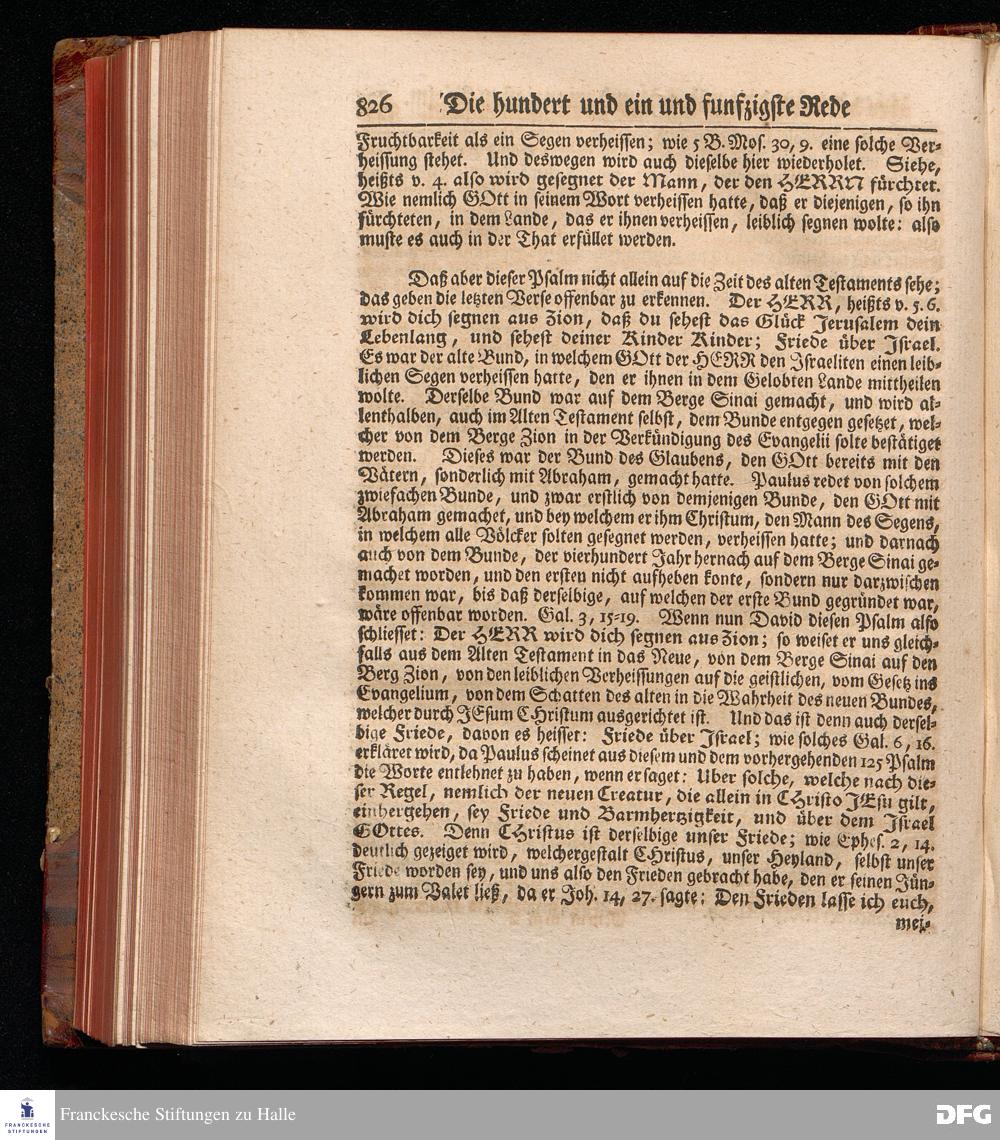 826 Die hundert und ein und funfzigste Rede
Fruchtbarkeit als ein Segen verheissen; wie 5 B. Mos. 30, 9. eine solche Ver-
heissung stehet. Und deswegen wird auch dieselbe hier wiederholet. Siehe,
heißts v. 4. also wird gesegnet der Mann, der den HERRN fürchtet.
Wie nemlich GOtt in seinem Wort verheissen hatte, daß er diejenigen, so ihn
fürchteten, in dem Lande, das er ihnen verheissen, leiblich segnen wolte: also
muste es auch in der That erfüllet werden.
Daß aber dieser Psalm nicht allein auf die Zeit des alten Testaments sehe;
das geben die letzten Verse offenbar zu erkennen. Der HERR, heißts v. 5. 6.
wird dich segnen aus Zion, daß du sehest das Glück Jerusalem dein
Lebenlang, und sehest deiner Kinder Kinder; Friede über Israel.
Es war der alte Bund, in welchem GOtt der HERR den Israeliten einen leib-
lichen Segen verheissen hatte, den er ihnen in dem Gelobten Lande mittheilen
wolte. Derselbe Bund war auf dem Berge Sinai gemacht, und wird al-
lenthalben, auch im Alten Testament selbst, dem Bunde entgegen gesetzet, wel-
cher von dem Berge Zion in der Verkündigung des Evangelii solte bestätiget
werden. Dieses war der Bund des Glaubens, den GOtt bereits mit den
Vätern, sonderlich mit Abraham, gemacht hatte. Paulus redet von solchem
zwiefachen Bunde, und zwar erstlich von demjenigen Bunde, den GOtt mit
Abraham gemachet, und bey welchem er ihm Christum, den Mann des Segens,
in welchem alle Völcker solten gesegnet werden, verheissen hatte; und darnach
auch von dem Bunde, der vierhundert Jahr hernach auf dem Berge Sinai ge-
machet worden, und den ersten nicht aufheben konte, sondern nur darzwischen
kommen war, bis daß derselbige, auf welchen der erste Bund gegründet war,
wäre offenbar worden. Gal. 3, 15-19. Wenn nun David diesen Psalm also
schliesset: Der HERR wird dich segnen aus Zion; so weiset er uns gleich-
falls aus dem Alten Testament in das Neue, von dem Berge Sinai auf den
Berg Zion, von den leiblichen Verheissungen auf die geistlichen, vom Gesetz ins
Evangelium, von dem Schatten des alten in die Wahrheit des neuen Bundes,
welcher durch JEsum CHristum ausgerichtet ist. Und das ist denn auch dersel-
bige Friede, davon es heisset: Friede über Israel; wie solches Gal. 6, 16.
erkläret wird, da Paulus scheinet aus diesem und dem vorhergehenden 125 Psalm
die Worte entlehnet zu haben, wenn er saget: Über solche, welche nach die-
ser Regel, nemlich der neuen Creatur, die allein in CHristo JEsu gilt,
einhergehen, sey Friede und Barmhertzigkeit, und über dem Israel
GOttes. Denn CHristus ist derselbige unser Friede; wie Ephes. 2, 14.
deutlich gezeiget wird, welchergestalt CHristus, unser Heyland, selbst unser
Friede worden sey, und uns also den Frieden gebracht habe, den er seinen Jün-
gern zum Valet ließ, da er Joh. 14, 27. sagte: Den Frieden lasse ich euch,
mei-
FRANCKESCHE
STIFTUNGEN
Franckesche Stiftungen zu Halle
DFG